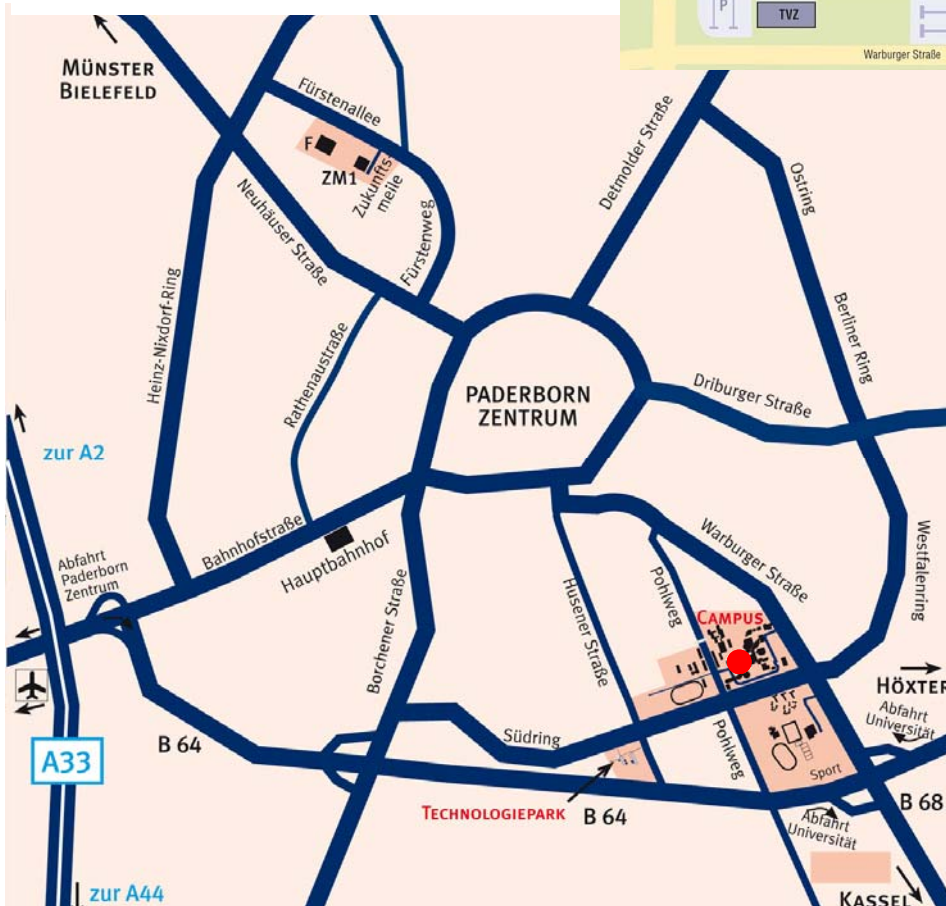 P
TVZ
Warburger Straße
MÜNSTER
BIELEFELD
Fürstenallee
F
ZM1
Zukunfts-
meile
Fürstenweg
Neuhäuser Straße
Detmolder Straße
Ostring
Heinz-Nixdorf-Ring
Rathenaustraße
Berliner Ring
PADERBORN
ZENTRUM
Driburger Straße
zur A2
Abfahrt
Paderborn
Zentrum
Bahnhofstraße
Hauptbahnhof
Borchener Straße
Husener Straße
Pohlweg
Warburger Straße
Westfalenring
CAMPUS
HÖXTER
Abfahrt
Universität
A33
B 64
Südring
Pohlweg
Sport
TECHNOLOGIEPARK
B 64
B 68
Abfahrt
Universität
zur A44
KASSEL